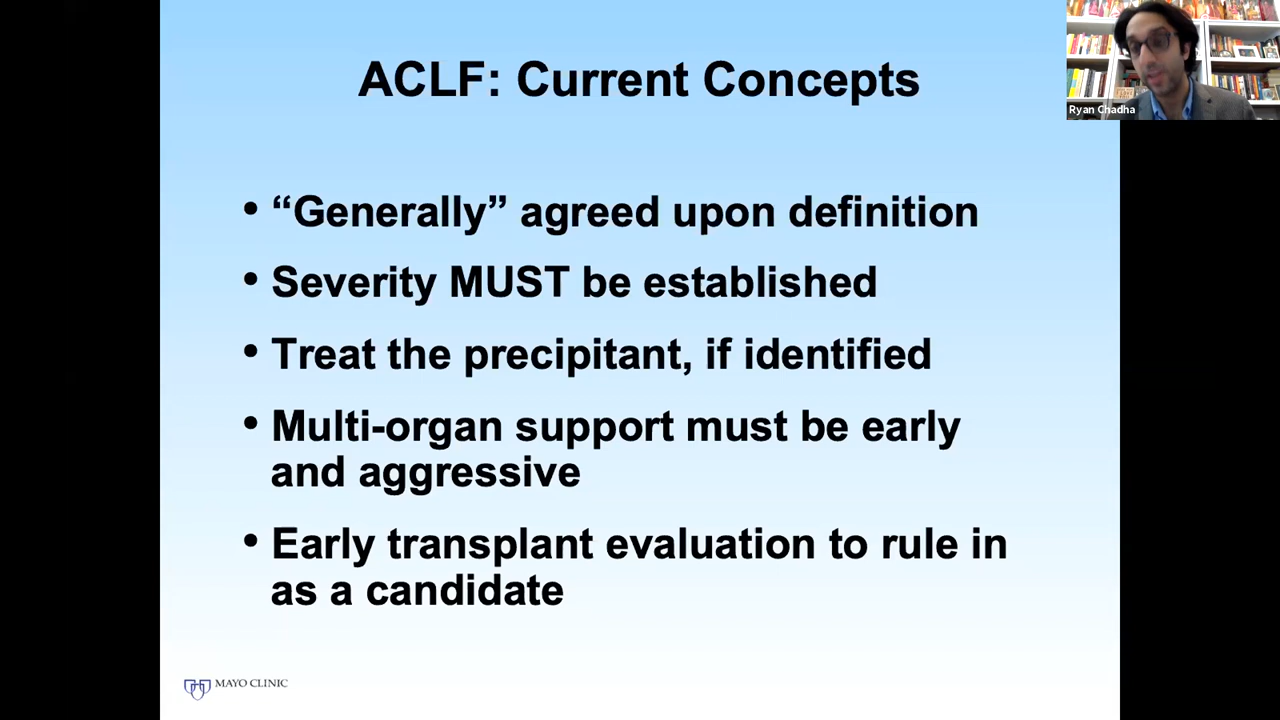 ACLF: Current Concepts
Ryan Chadha
• “Generally” agreed upon definition
• Severity MUST be established
• Treat the precipitant, if identified
• Multi-organ support must be early
and aggressive
• Early transplant evaluation to rule in
as a candidate
MAYO CLINIC